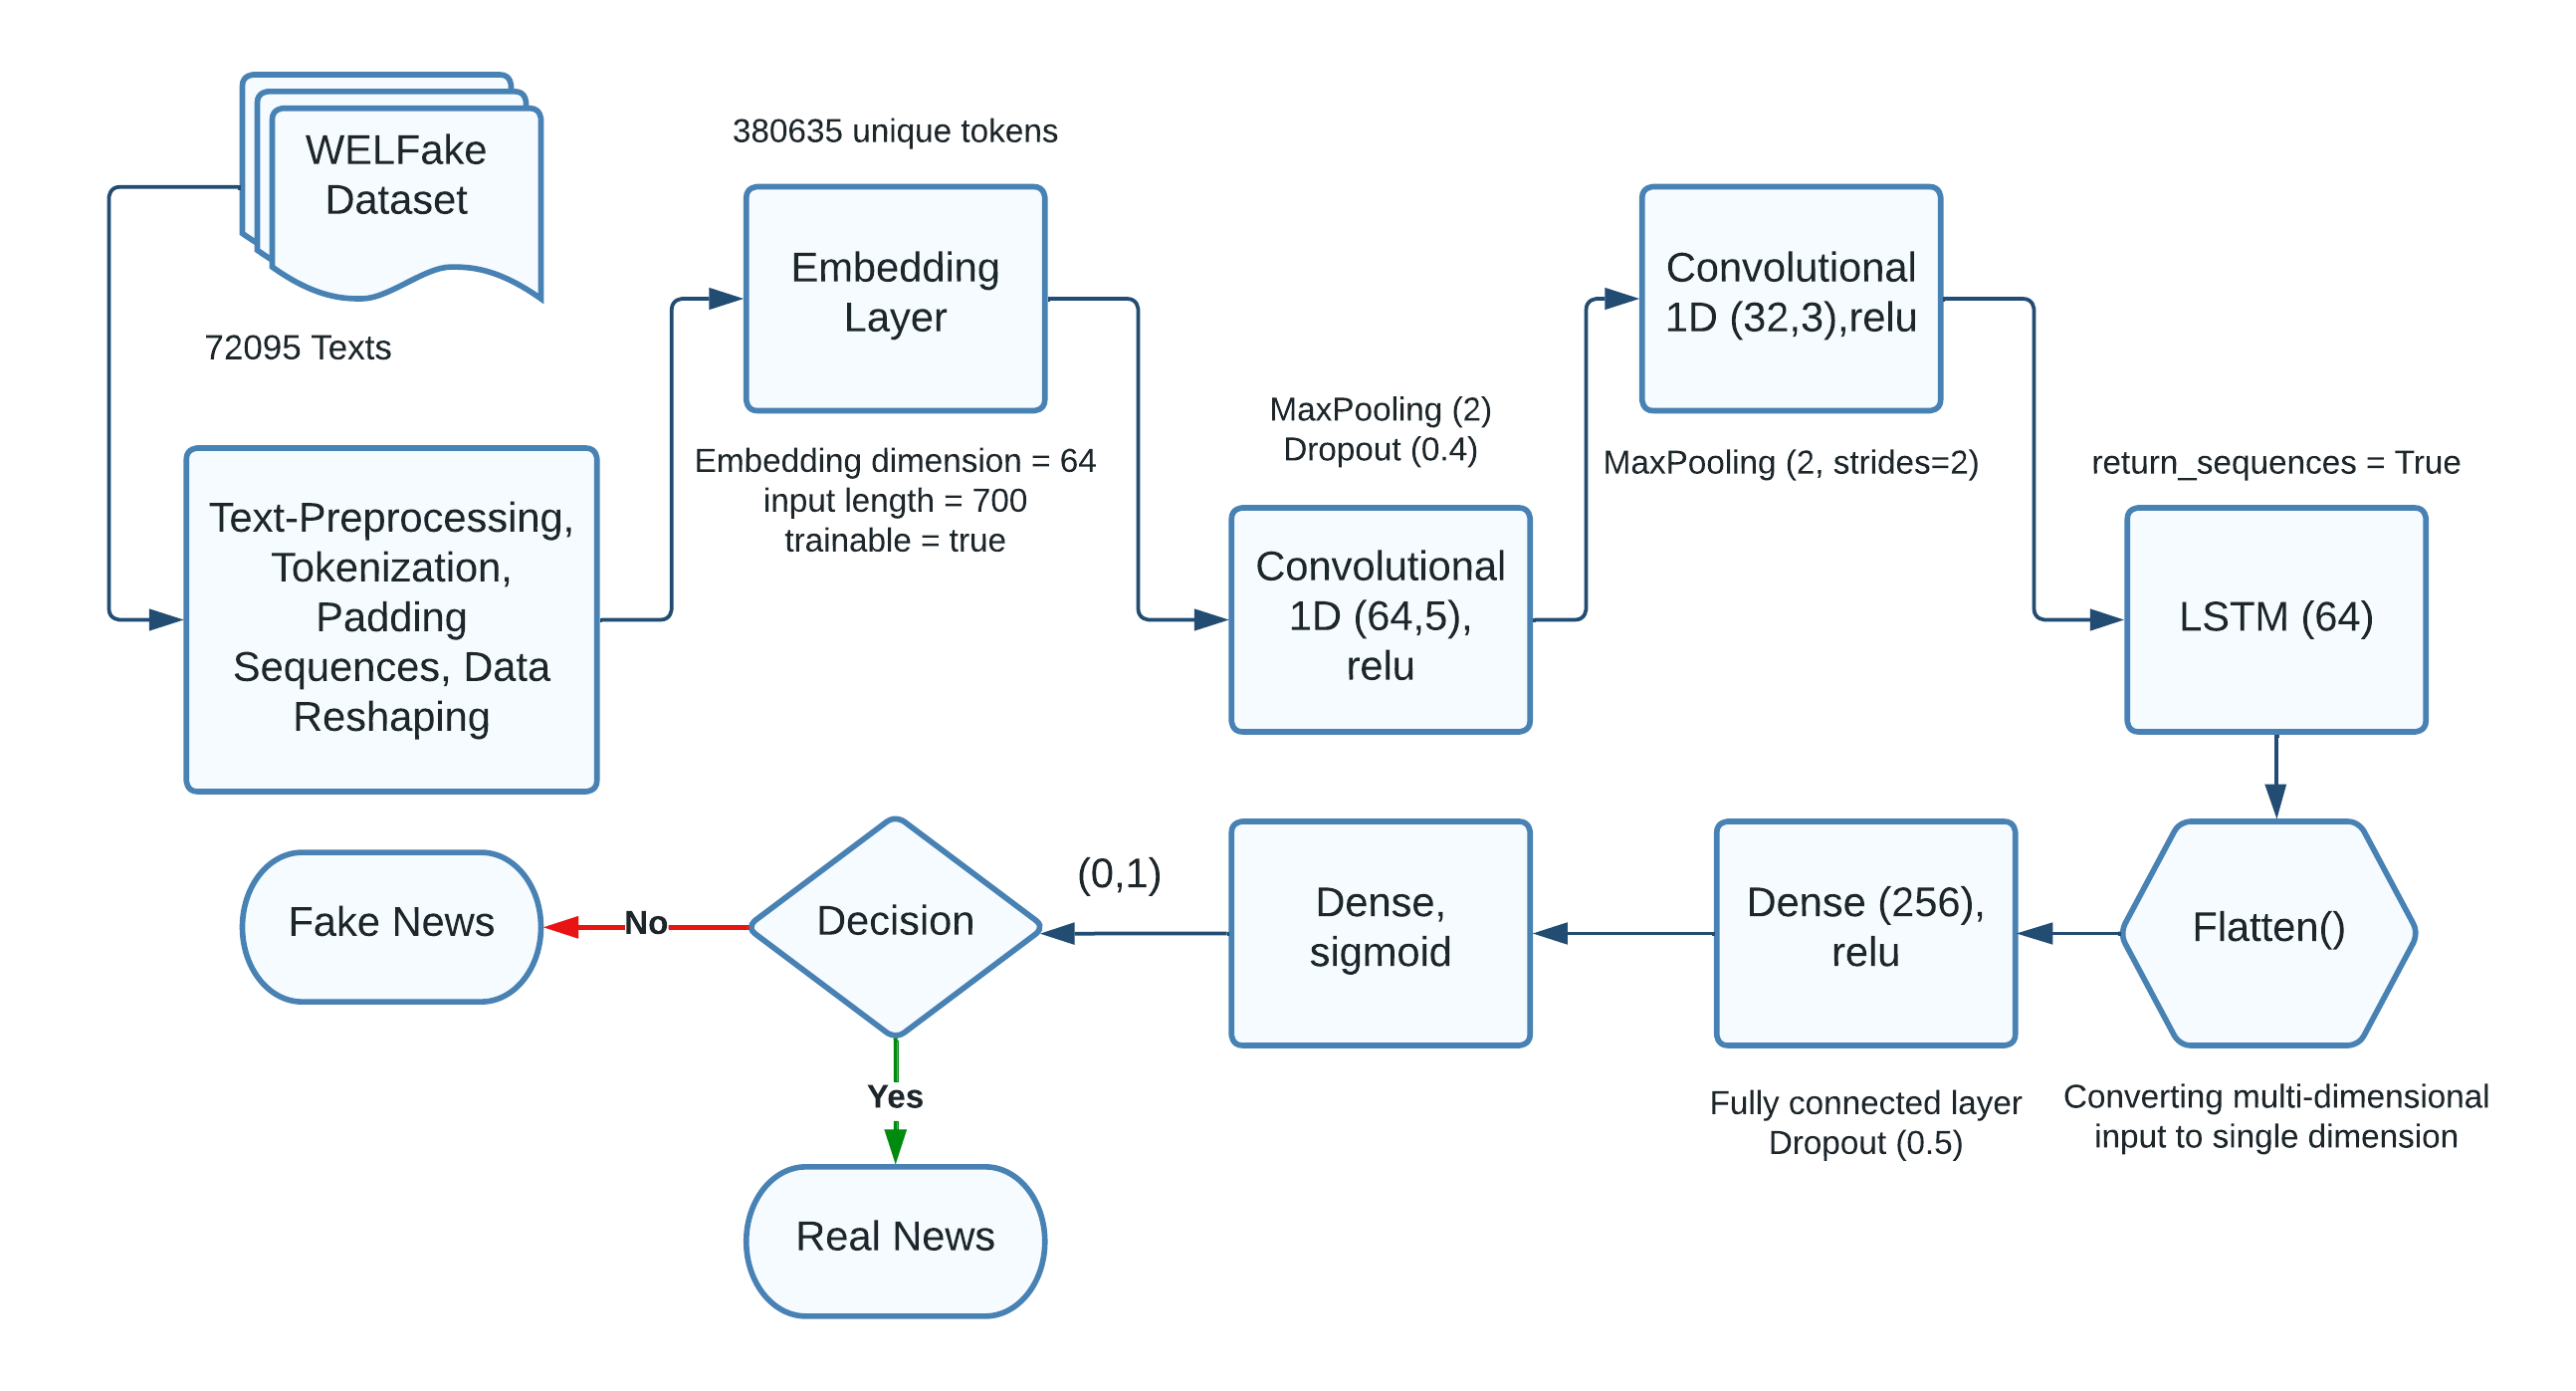 WELFake
Dataset
72095 Texts
Text-Preprocessing,
Tokenization,
Padding
Sequences, Data
Reshaping
380635 unique tokens
Embedding
Layer
Embedding dimension = 64
input length = 700
trainable = true
MaxPooling (2)
Dropout (0.4)
Convolutional
1D (64,5),
relu
Convolutional
1D (32,3),relu
MaxPooling (2, strides=2)
return_sequences = True
LSTM (64)
Flatten()
Converting multi-dimensional
input to single dimension
Dense (256),
relu
Fully connected layer
Dropout (0.5)
Dense,
sigmoid
(0,1)
Decision
No
Fake News
Yes
Real News